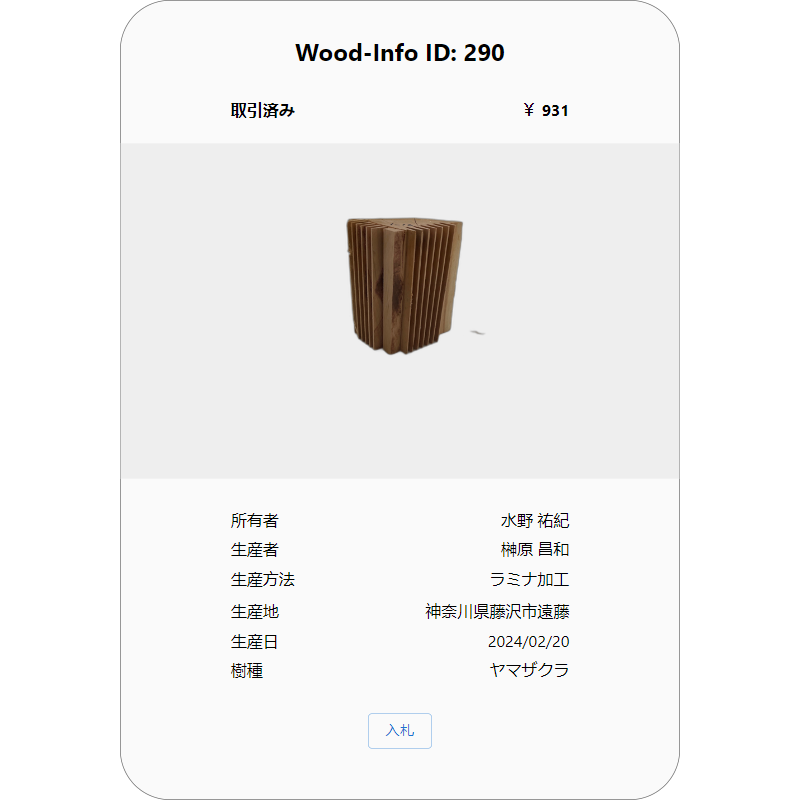 Wood-Info ID: 290
取引済み ¥ 931
所有者 水野 祐紀
生産者 榊原 昌和
生産方法 ラミナ加工
生産地 神奈川県藤沢市遠藤
生産日 2024/02/20
樹種 ヤマザクラ
入札